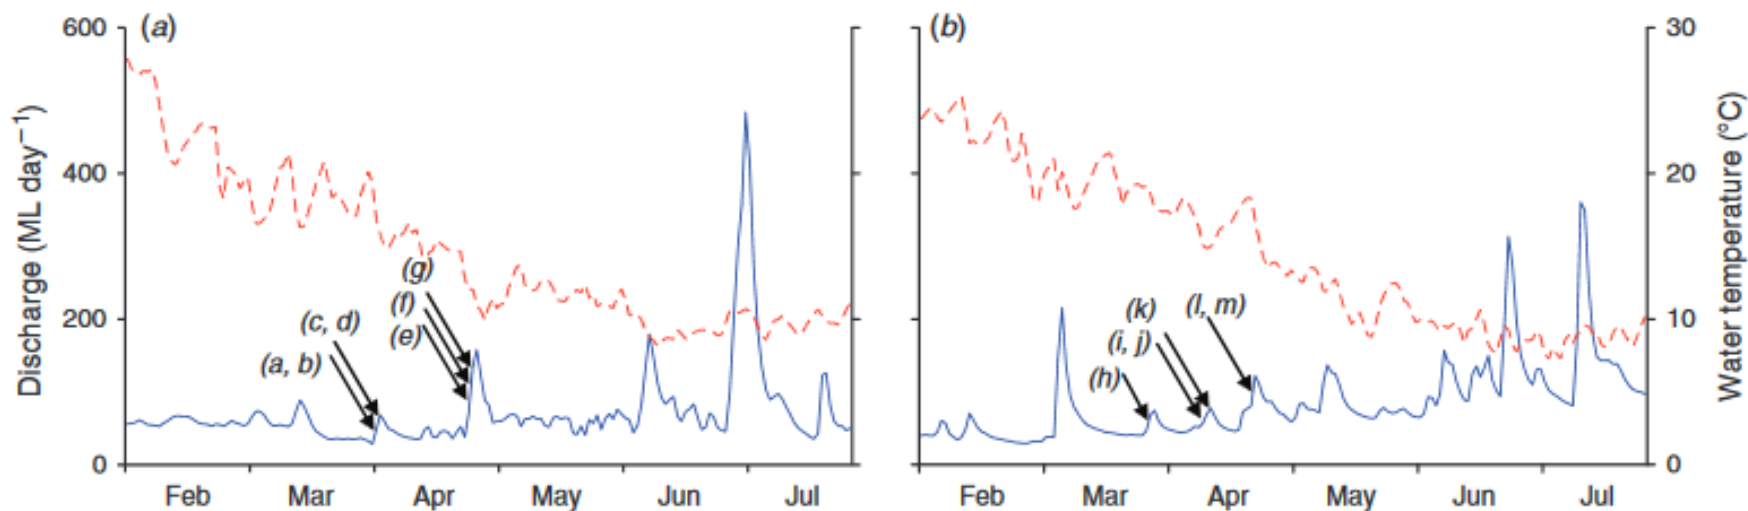 (a)
(b)
600
400
200
0
Discharge (ML day⁻¹)
(a, b)
(c, d)
(e)
(f)
(g)
Feb Mar Apr May Jun Jul
(h)
(i, j)
(k)
(l, m)
Feb Mar Apr May Jun Jul
30
20
10
0
Water temperature (°C)